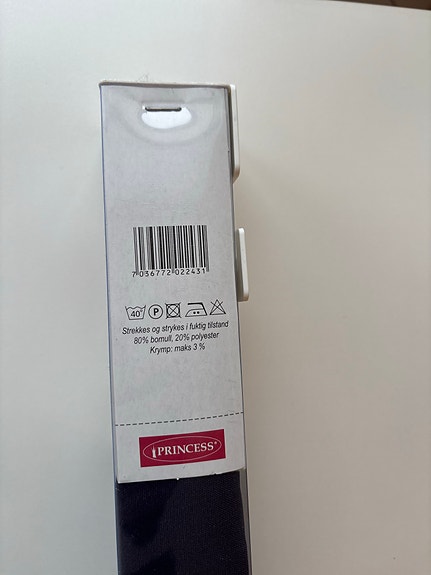 7 036772 022431
40° P
Strekkes og strykes i fuktig tilstand
80% bomull, 20% polyester
Krymp: maks 3 %
PRINCESS®